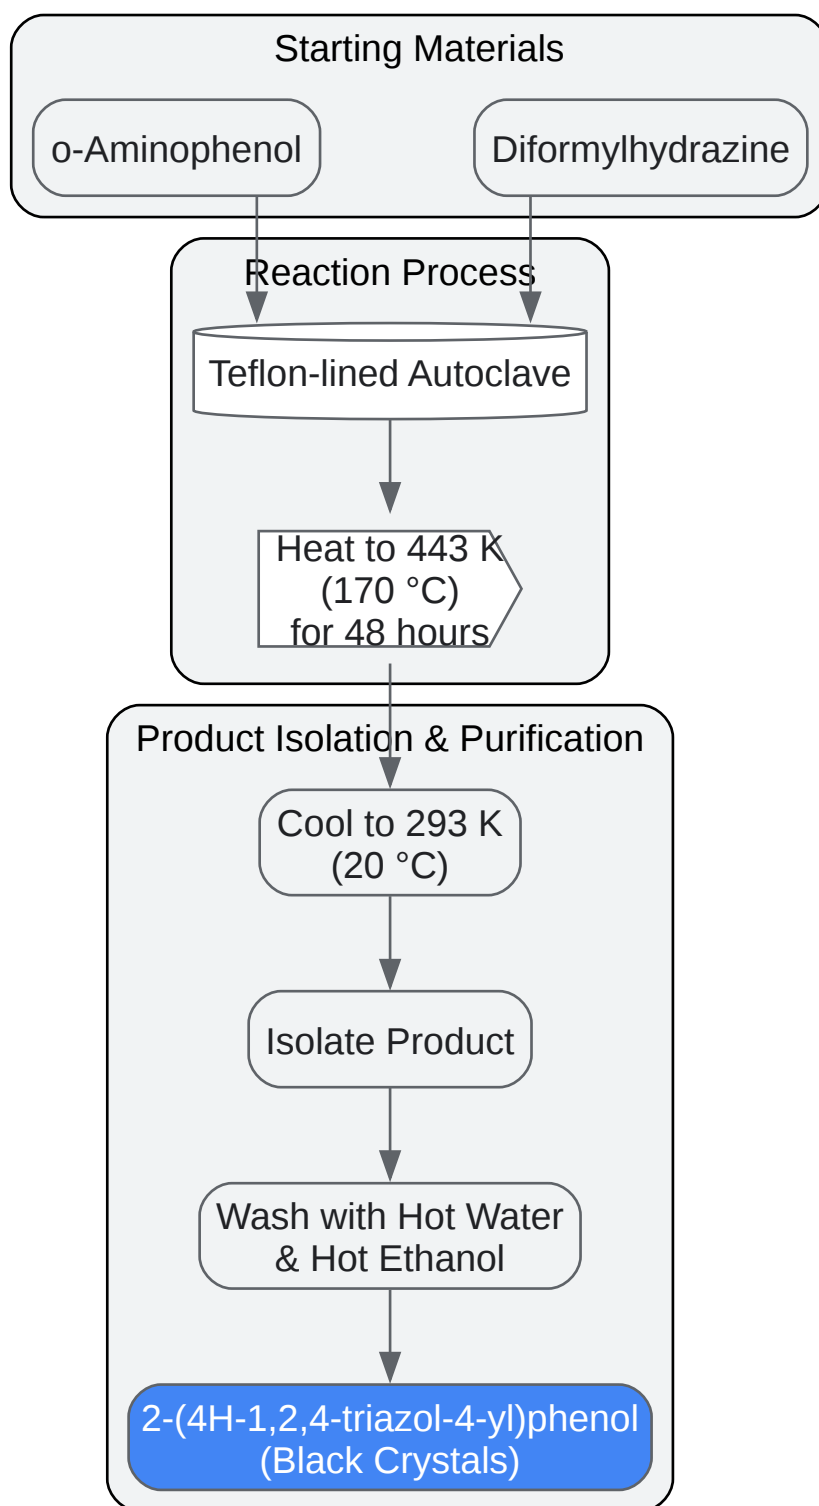 Starting Materials
o-Aminophenol
Diformylhydrazine
Reaction Process
Teflon-lined Autoclave
Heat to 443 K
(170 °C)
for 48 hours
Product Isolation & Purification
Cool to 293 K
(20 °C)
Isolate Product
Wash with Hot Water
& Hot Ethanol
2-(4H-1,2,4-triazol-4-yl)phenol
(Black Crystals)